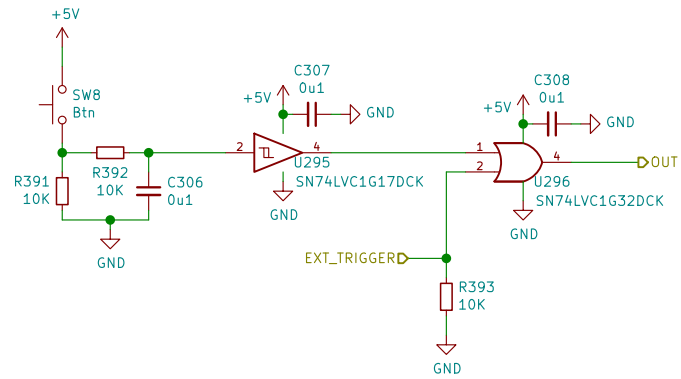 +5V
SW8
Btn
R391
10K
R392
10K
C306
0u1
GND
+5V
C307
0u1
GND
2
4
U295
SN74LVC1G17DCK
GND
+5V
C308
0u1
GND
1
2
4
U296
SN74LVC1G32DCK
GND
OUT
EXT_TRIGGER
R393
10K
GND